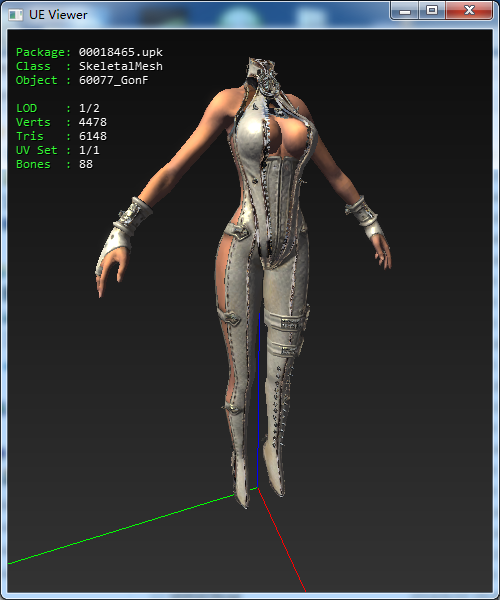 UE Viewer
Package: 00018465.upk
Class  : SkeletalMesh
Object : 60077_GonF
LOD    : 1/2
Verts  : 4478
Tris   : 6148
UV Set : 1/1
Bones  : 88